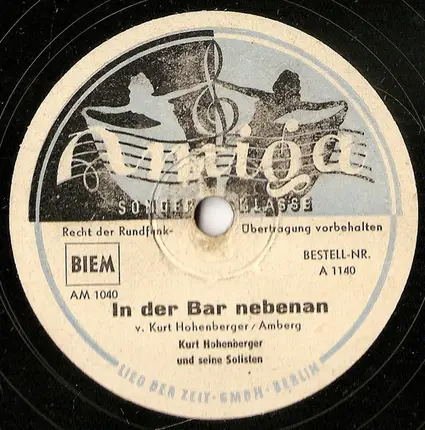 Amiga
SONDERKLASSE
Recht der Rundfunk- Übertragung vorbehalten
BIEM
BESTELL-NR.
A 1140
AM 1040
In der Bar nebenan
v. Kurt Hohenberger/Amberg
Kurt Hohenberger
und seine Solisten
LIED DER ZEIT · GMBH · BERLIN